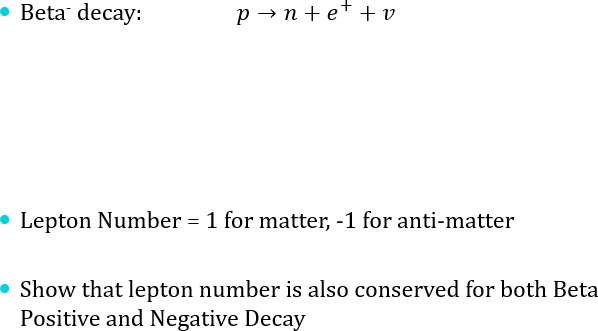 • Beta⁻ decay: p → n + e⁺ + v
• Lepton Number = 1 for matter, -1 for anti-matter
• Show that lepton number is also conserved for both Beta
Positive and Negative Decay